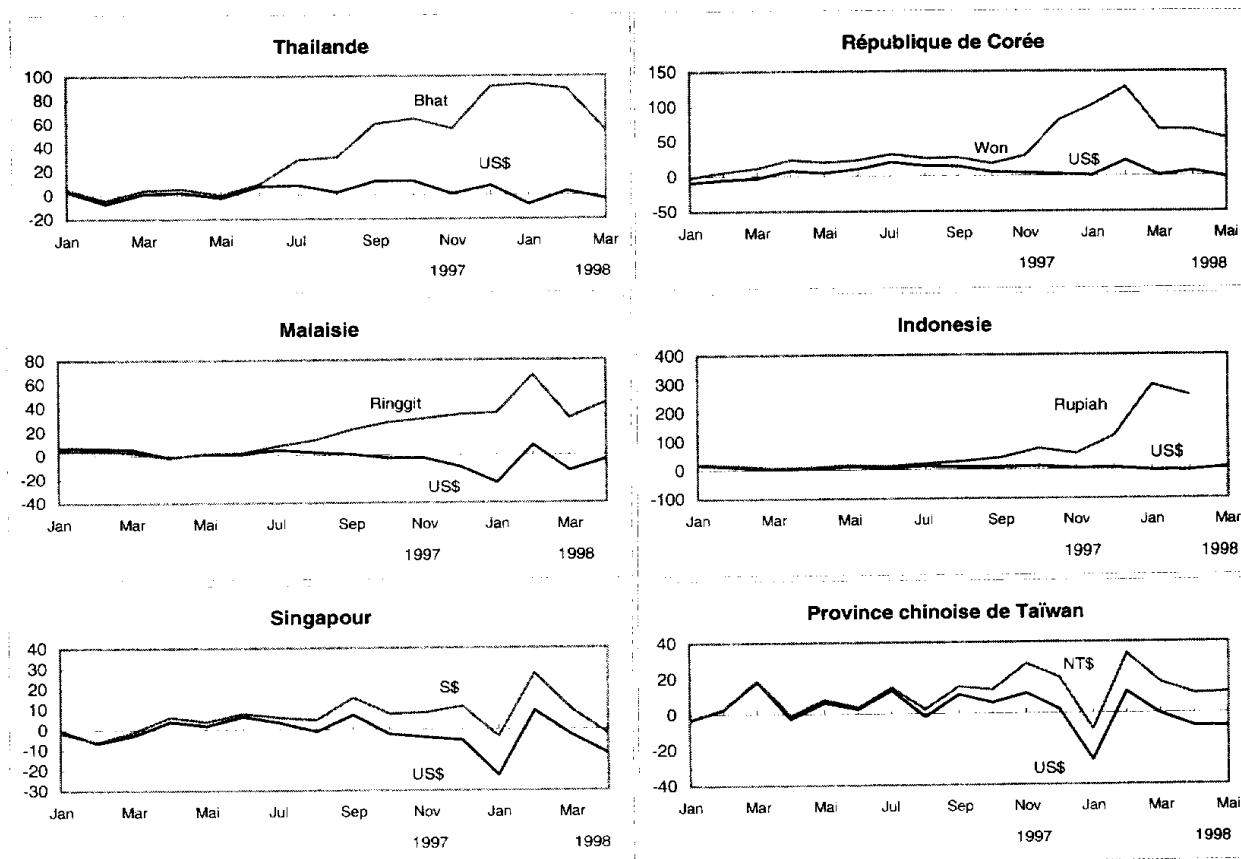 Thaïlande
100
80
60
40
20
0
-20
Bhat
US$
Jan Mar Mai Jul Sep Nov Jan Mar
1997 1998
République de Corée
150
100
50
0
-50
Won
US$
Jan Mar Mai Jul Sep Nov Jan Mar Mai
1997 1998
Malaisie
80
60
40
20
0
-20
-40
Ringgit
US$
Jan Mar Mai Jul Sep Nov Jan Mar
1997 1998
Indonesie
400
300
200
100
0
-100
Rupiah
US$
Jan Mar Mai Jul Sep Nov Jan Mar
1997 1998
Singapour
40
30
20
10
0
-10
-20
-30
S$
US$
Jan Mar Mai Jul Sep Nov Jan Mar
1997 1998
Province chinoise de Taïwan
40
20
0
-20
-40
NT$
US$
Jan Mar Mai Jul Sep Nov Jan Mar Mai
1997 1998